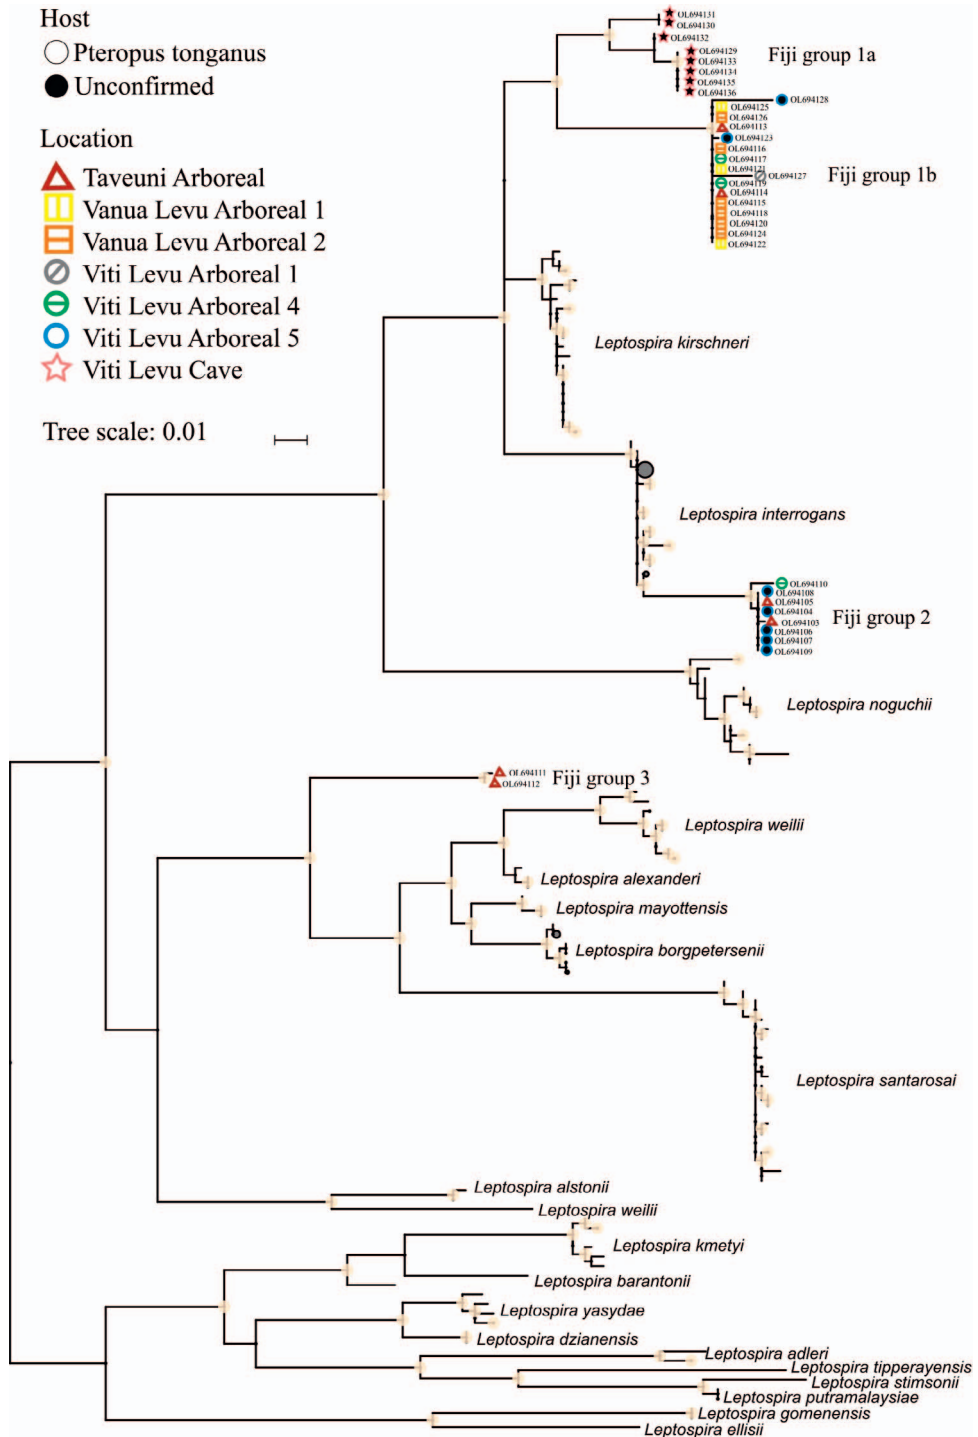 Host
Pteropus tonganus
Unconfirmed
Location
Taveuni Arboreal
Vanua Levu Arboreal 1
Vanua Levu Arboreal 2
Viti Levu Arboreal 1
Viti Levu Arboreal 4
Viti Levu Arboreal 5
Viti Levu Cave
Tree scale: 0.01
OL694131
OL694130
OL694132
OL694129
OL694133
OL694134
OL694135
OL694136
Fiji group 1a
OL694128
OL694125
OL694126
OL694113
OL694123
OL694116
OL694117
OL694121
OL694127
OL694119
OL694114
OL694115
OL694118
OL694120
OL694124
OL694122
Fiji group 1b
Leptospira kirschneri
Leptospira interrogans
OL694110
OL694108
OL694105
OL694104
OL694103
OL694106
OL694107
OL694109
Fiji group 2
Leptospira noguchii
OL694111
OL694112
Fiji group 3
Leptospira weilii
Leptospira alexanderi
Leptospira mayottensis
Leptospira borgpetersenii
Leptospira santarosai
Leptospira alstonii
Leptospira weilii
Leptospira kmetyi
Leptospira barantonii
Leptospira yasydae
Leptospira dzianensis
Leptospira adleri
Leptospira tipperayensis
Leptospira stimsonii
Leptospira putramalaysiae
Leptospira gomenensis
Leptospira ellisii